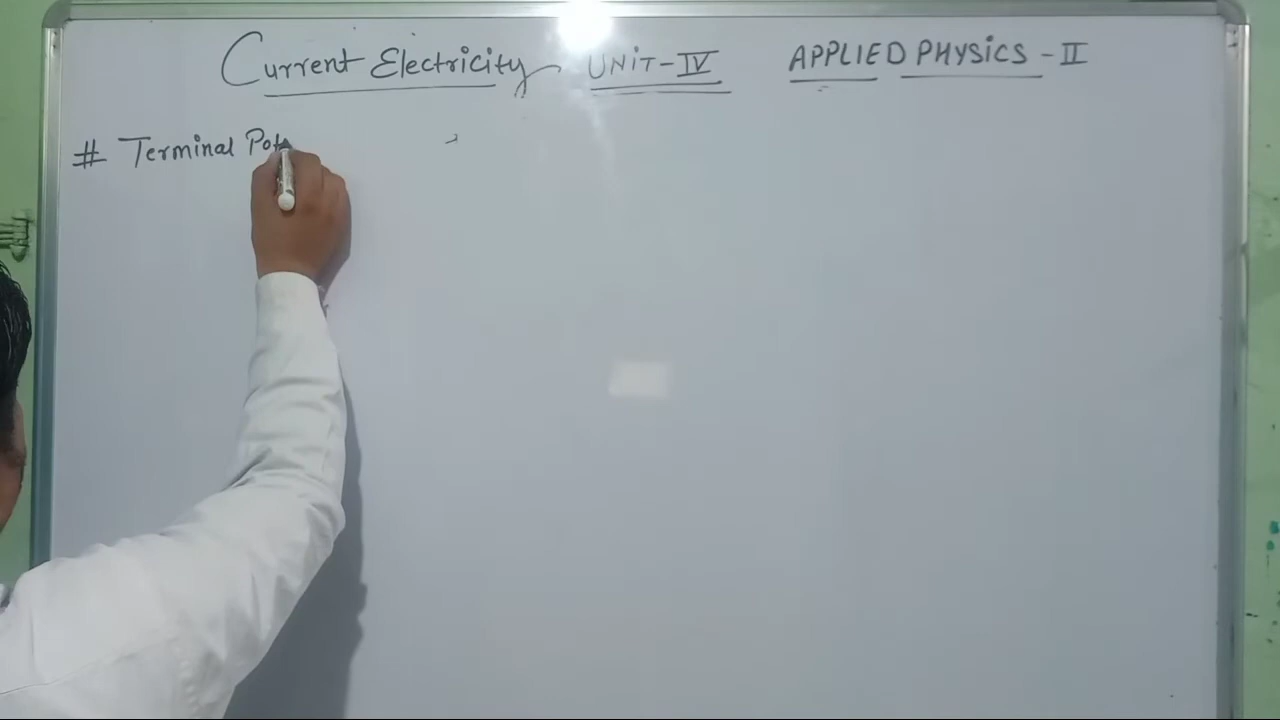 Current Electricity UNIT-IV APPLIED PHYSICS - II
# Terminal Pot